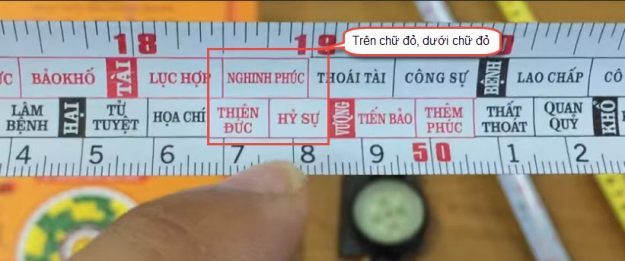 Trên chữ đỏ, dưới chữ đỏ
18 19
BẢO KHỐ TÀI LỤC HỢP NGHINH PHÚC THOÁI TÀI CÔNG SỰ BỆNH LAO CHẤP CÔ
LÂM BỆNH HẠI TỬ TUYỆT HỌA CHÍ THIÊN ĐỨC HỶ SỰ VƯỢNG TIẾN BẢO THÊM PHÚC THẤT THOÁT QUAN QUỶ KHỔ
4 5 6 7 8 9 50 1 2